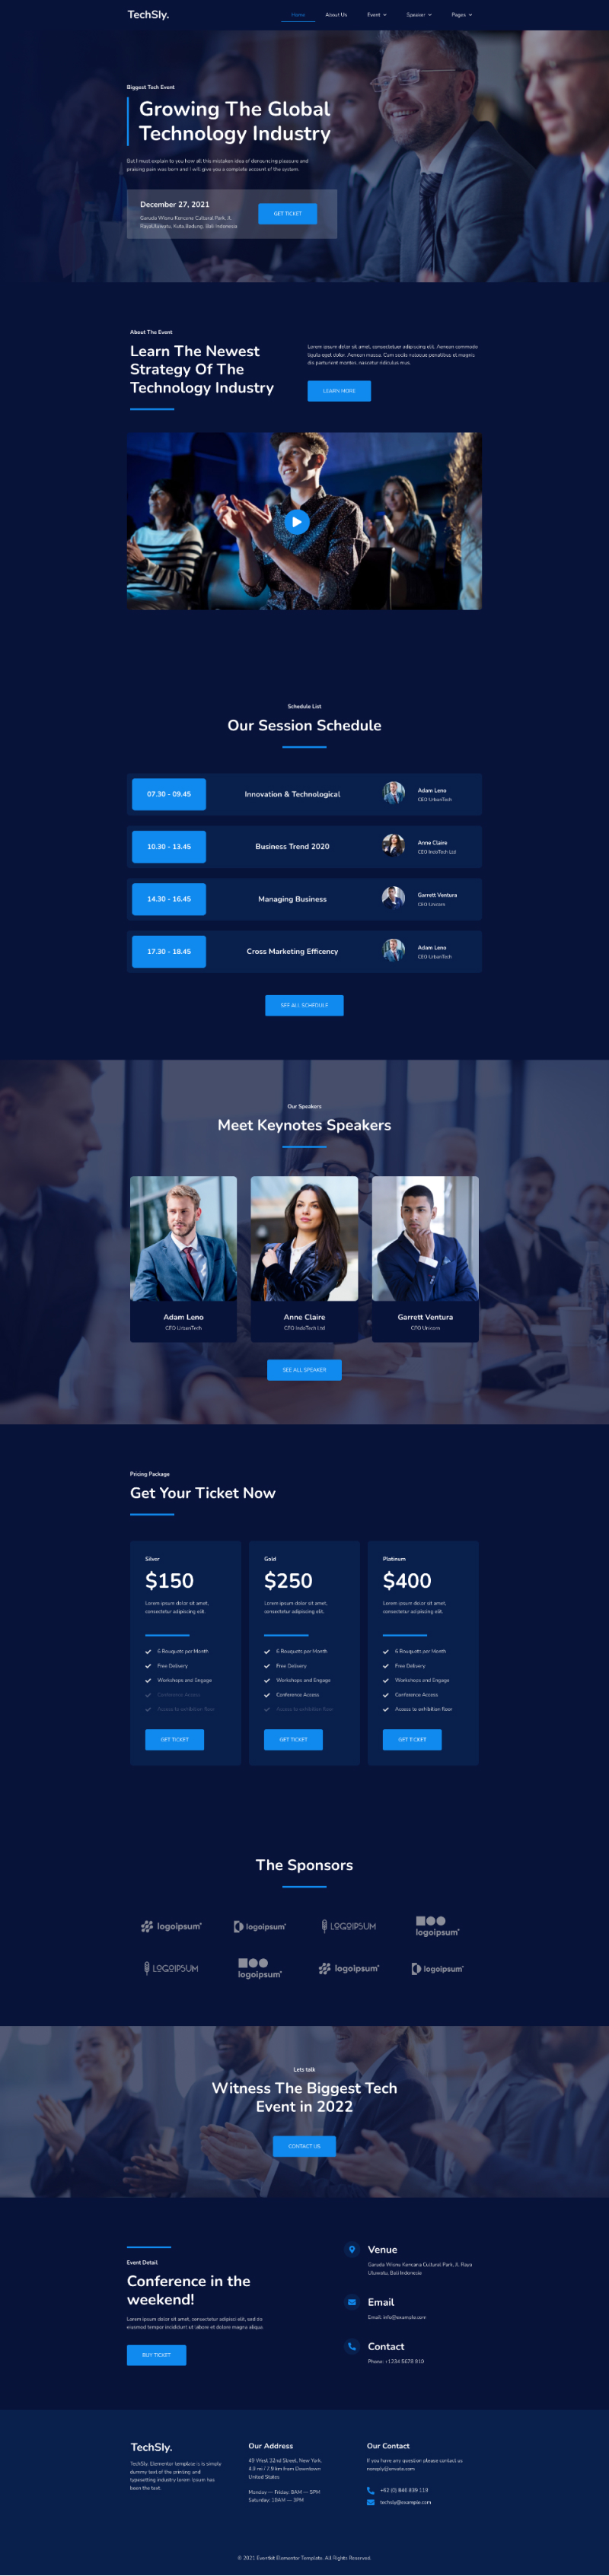 TechSly.
Home
About Us
Event
Speaker
Pages
Biggest Tech Event
Growing The Global
Technology Industry
But I must explain to you how all this mistaken idea of denouncing pleasure and
praising pain was born and I will give you a complete account of the system.
December 27, 2021
Garuda Wisnu Kencana Cultural Park, Jl.
RayaUluwatu, Kuta, Badung, Bali Indonesia
GET TICKET
About The Event
Learn The Newest
Strategy Of The
Technology Industry
Lorem ipsum dolor sit amet, consectetuer adipiscing elit. Aenean commodo
ligula eget dolor. Aenean massa. Cum sociis natoque penatibus et magnis
dis parturient montes, nascetur ridiculus mus.
LEARN MORE
Schedule List
Our Session Schedule
07.30 - 09.45
Innovation & Technological
Adam Leno
CEO UrbanTech
10.30 - 13.45
Business Trend 2020
Anne Claire
CEO IndoTech Ltd
14.30 - 16.45
Managing Business
Garrett Ventura
CEO Unicorn
17.30 - 18.45
Cross Marketing Efficency
Adam Leno
CEO UrbanTech
SEE ALL SCHEDULE
Our Speakers
Meet Keynotes Speakers
Adam Leno
CEO UrbanTech
Anne Claire
CEO IndoTech Ltd
Garrett Ventura
CEO Unicorn
SEE ALL SPEAKER
Pricing Package
Get Your Ticket Now
Silver
$150
Lorem ipsum dolor sit amet,
consectetur adipiscing elit.
6 Bouquets per Month
Free Delivery
Workshops and Engage
Conference Access
Access to exhibition floor
GET TICKET
Gold
$250
Lorem ipsum dolor sit amet,
consectetur adipiscing elit.
6 Bouquets per Month
Free Delivery
Workshops and Engage
Conference Access
Access to exhibition floor
GET TICKET
Platinum
$400
Lorem ipsum dolor sit amet,
consectetur adipiscing elit.
6 Bouquets per Month
Free Delivery
Workshops and Engage
Conference Access
Access to exhibition floor
GET TICKET
The Sponsors
logoipsum
logoipsum
LOGOIPSUM
logoipsum
LOGOIPSUM
logoipsum
logoipsum
logoipsum
Lets talk
Witness The Biggest Tech
Event in 2022
CONTACT US
Event Detail
Conference in the
weekend!
Lorem ipsum dolor sit amet, consectetur adipisci elit, sed do
eiusmod tempor incididunt ut labore et dolore magna aliqua.
BUY TICKET
Venue
Garuda Wisnu Kencana Cultural Park, Jl. Raya
Uluwatu, Bali Indonesia
Email
Email: info@example.com
Contact
Phone: +1234 5678 910
TechSly.
TechSly. Elementor template is is simply
dummy text of the printing and
typesetting industry lorem Ipsum has
been the text.
Our Address
49 West 32nd Street, New York,
4.3 mi / 7.9 km from Downtown
United States
Monday — Friday: 8AM — 5PM
Saturday: 10AM — 3PM
Our Contact
If you have any question please contact us
noreply@envato.com
+62 (0) 846 839 113
techsly@example.com
© 2021 Eventkit Elementor Template. All Rights Reserved.